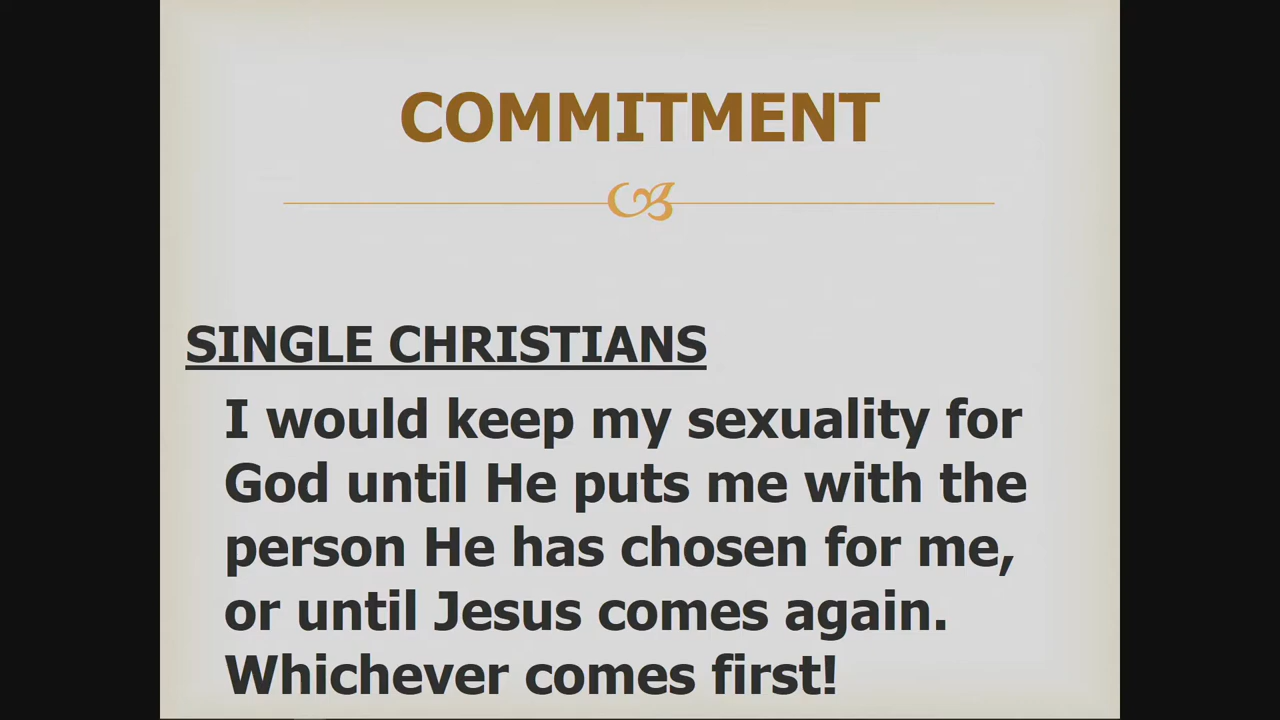 COMMITMENT
SINGLE CHRISTIANS
I would keep my sexuality for
God until He puts me with the
person He has chosen for me,
or until Jesus comes again.
Whichever comes first!